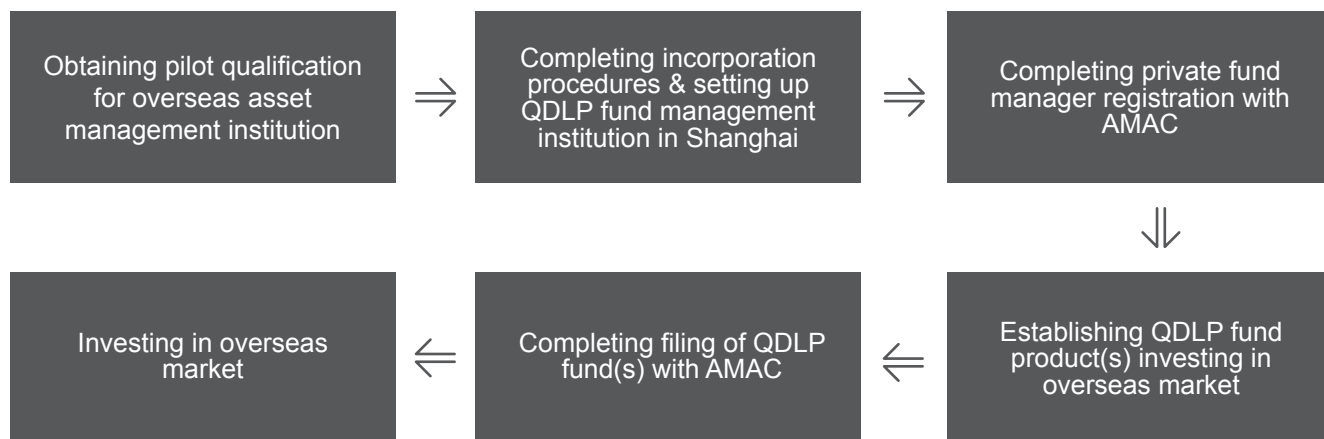 Obtaining pilot qualification
for overseas asset
management institution
Completing incorporation
procedures & setting up
QDLP fund management
institution in Shanghai
Completing private fund
manager registration with
AMAC
Establishing QDLP fund
product(s) investing in
overseas market
Completing filing of QDLP
fund(s) with AMAC
Investing in overseas
market